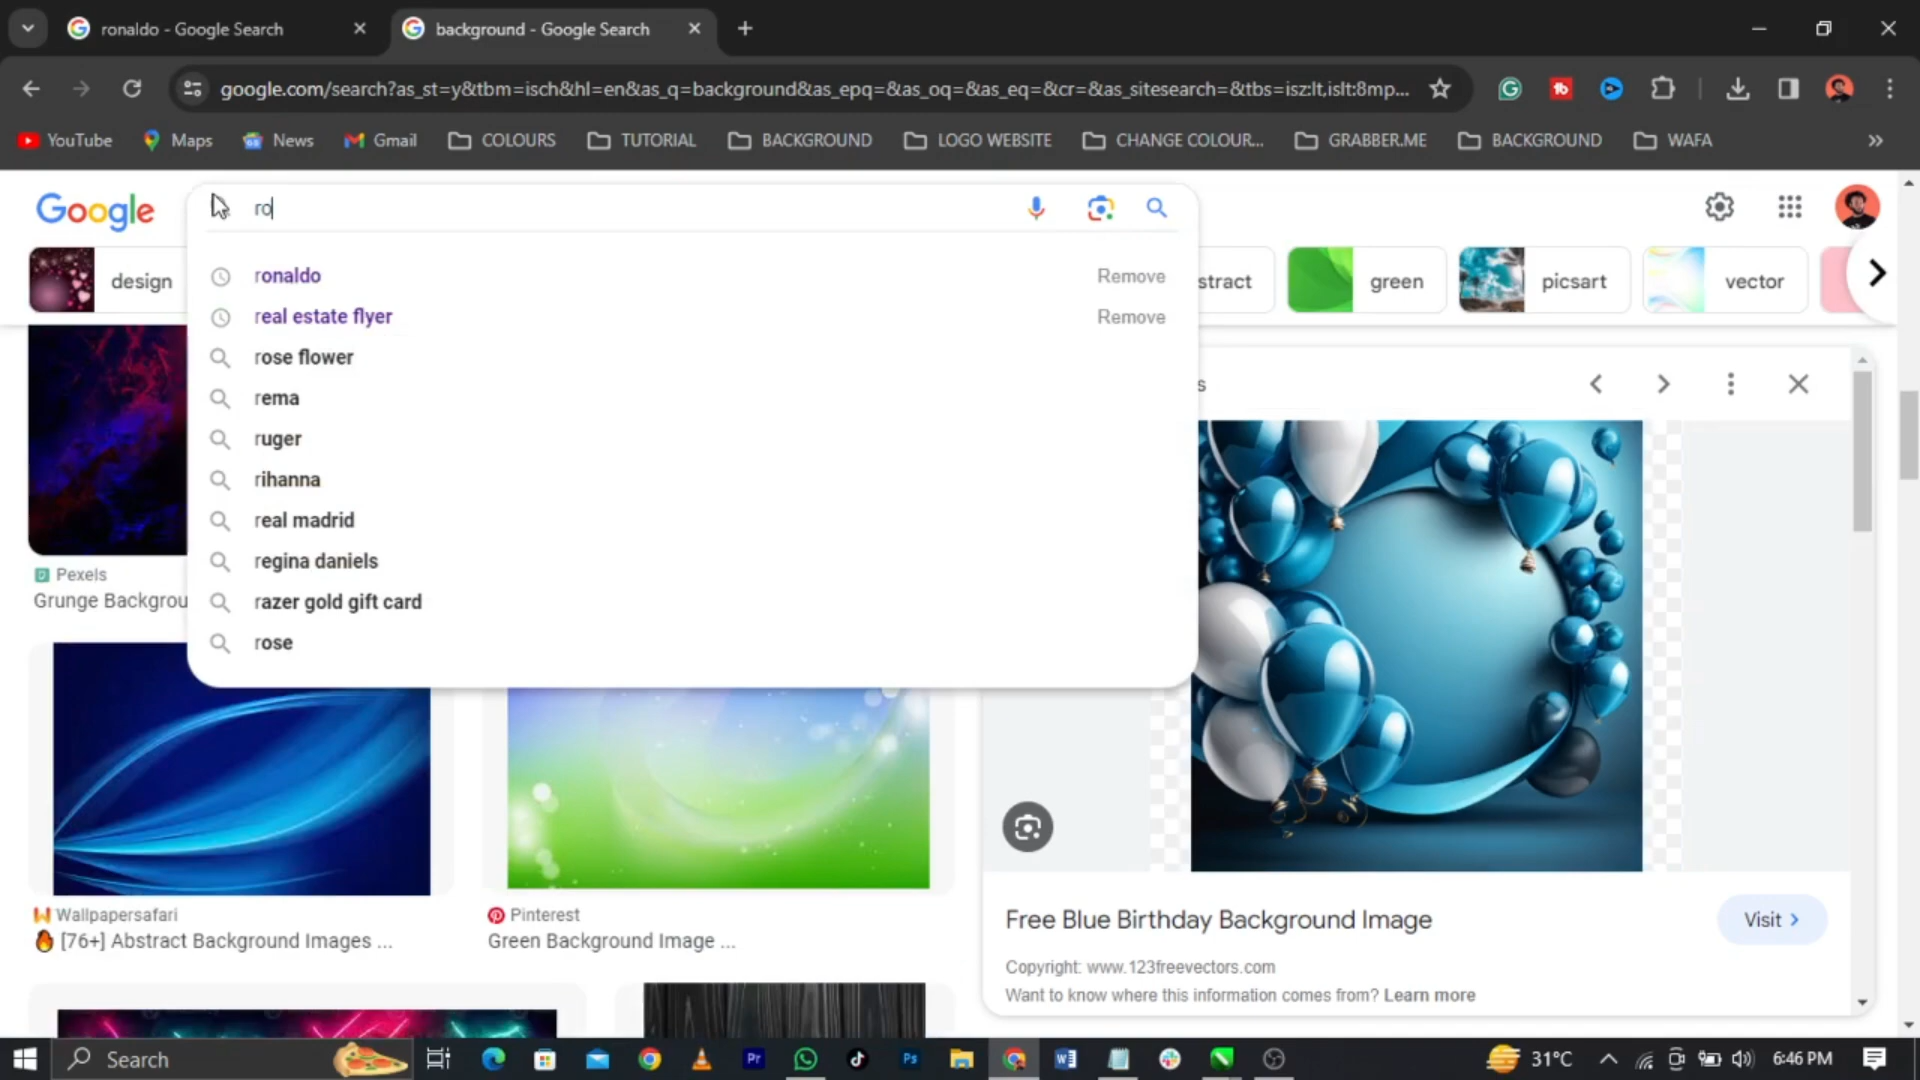 ronaldo - Google Search
background - Google Search
google.com/search?as_st=y&tbm=isch&hl=en&as_q=background&as_epq=&as_oq=&as_eq=&cr=&as_sitesearch=&tbs=isz:lt,islt:8mp...
YouTube
Maps
News
Gmail
COLOURS
TUTORIAL
BACKGROUND
LOGO WEBSITE
CHANGE COLOUR...
GRABBER.ME
BACKGROUND
WAFA
Google
ro
design
stract
green
picsart
vector
ronaldo
Remove
real estate flyer
Remove
rose flower
rema
ruger
rihanna
real madrid
regina daniels
razer gold gift card
rose
s
Pexels
Grunge Backgrou
Wallpapersafari
[76+] Abstract Background Images ...
Pinterest
Green Background Image ...
Free Blue Birthday Background Image
Visit
Copyright: www.123freevectors.com
Want to know where this information comes from? Learn more
Search
Pr
Ps
31°C
6:46 PM